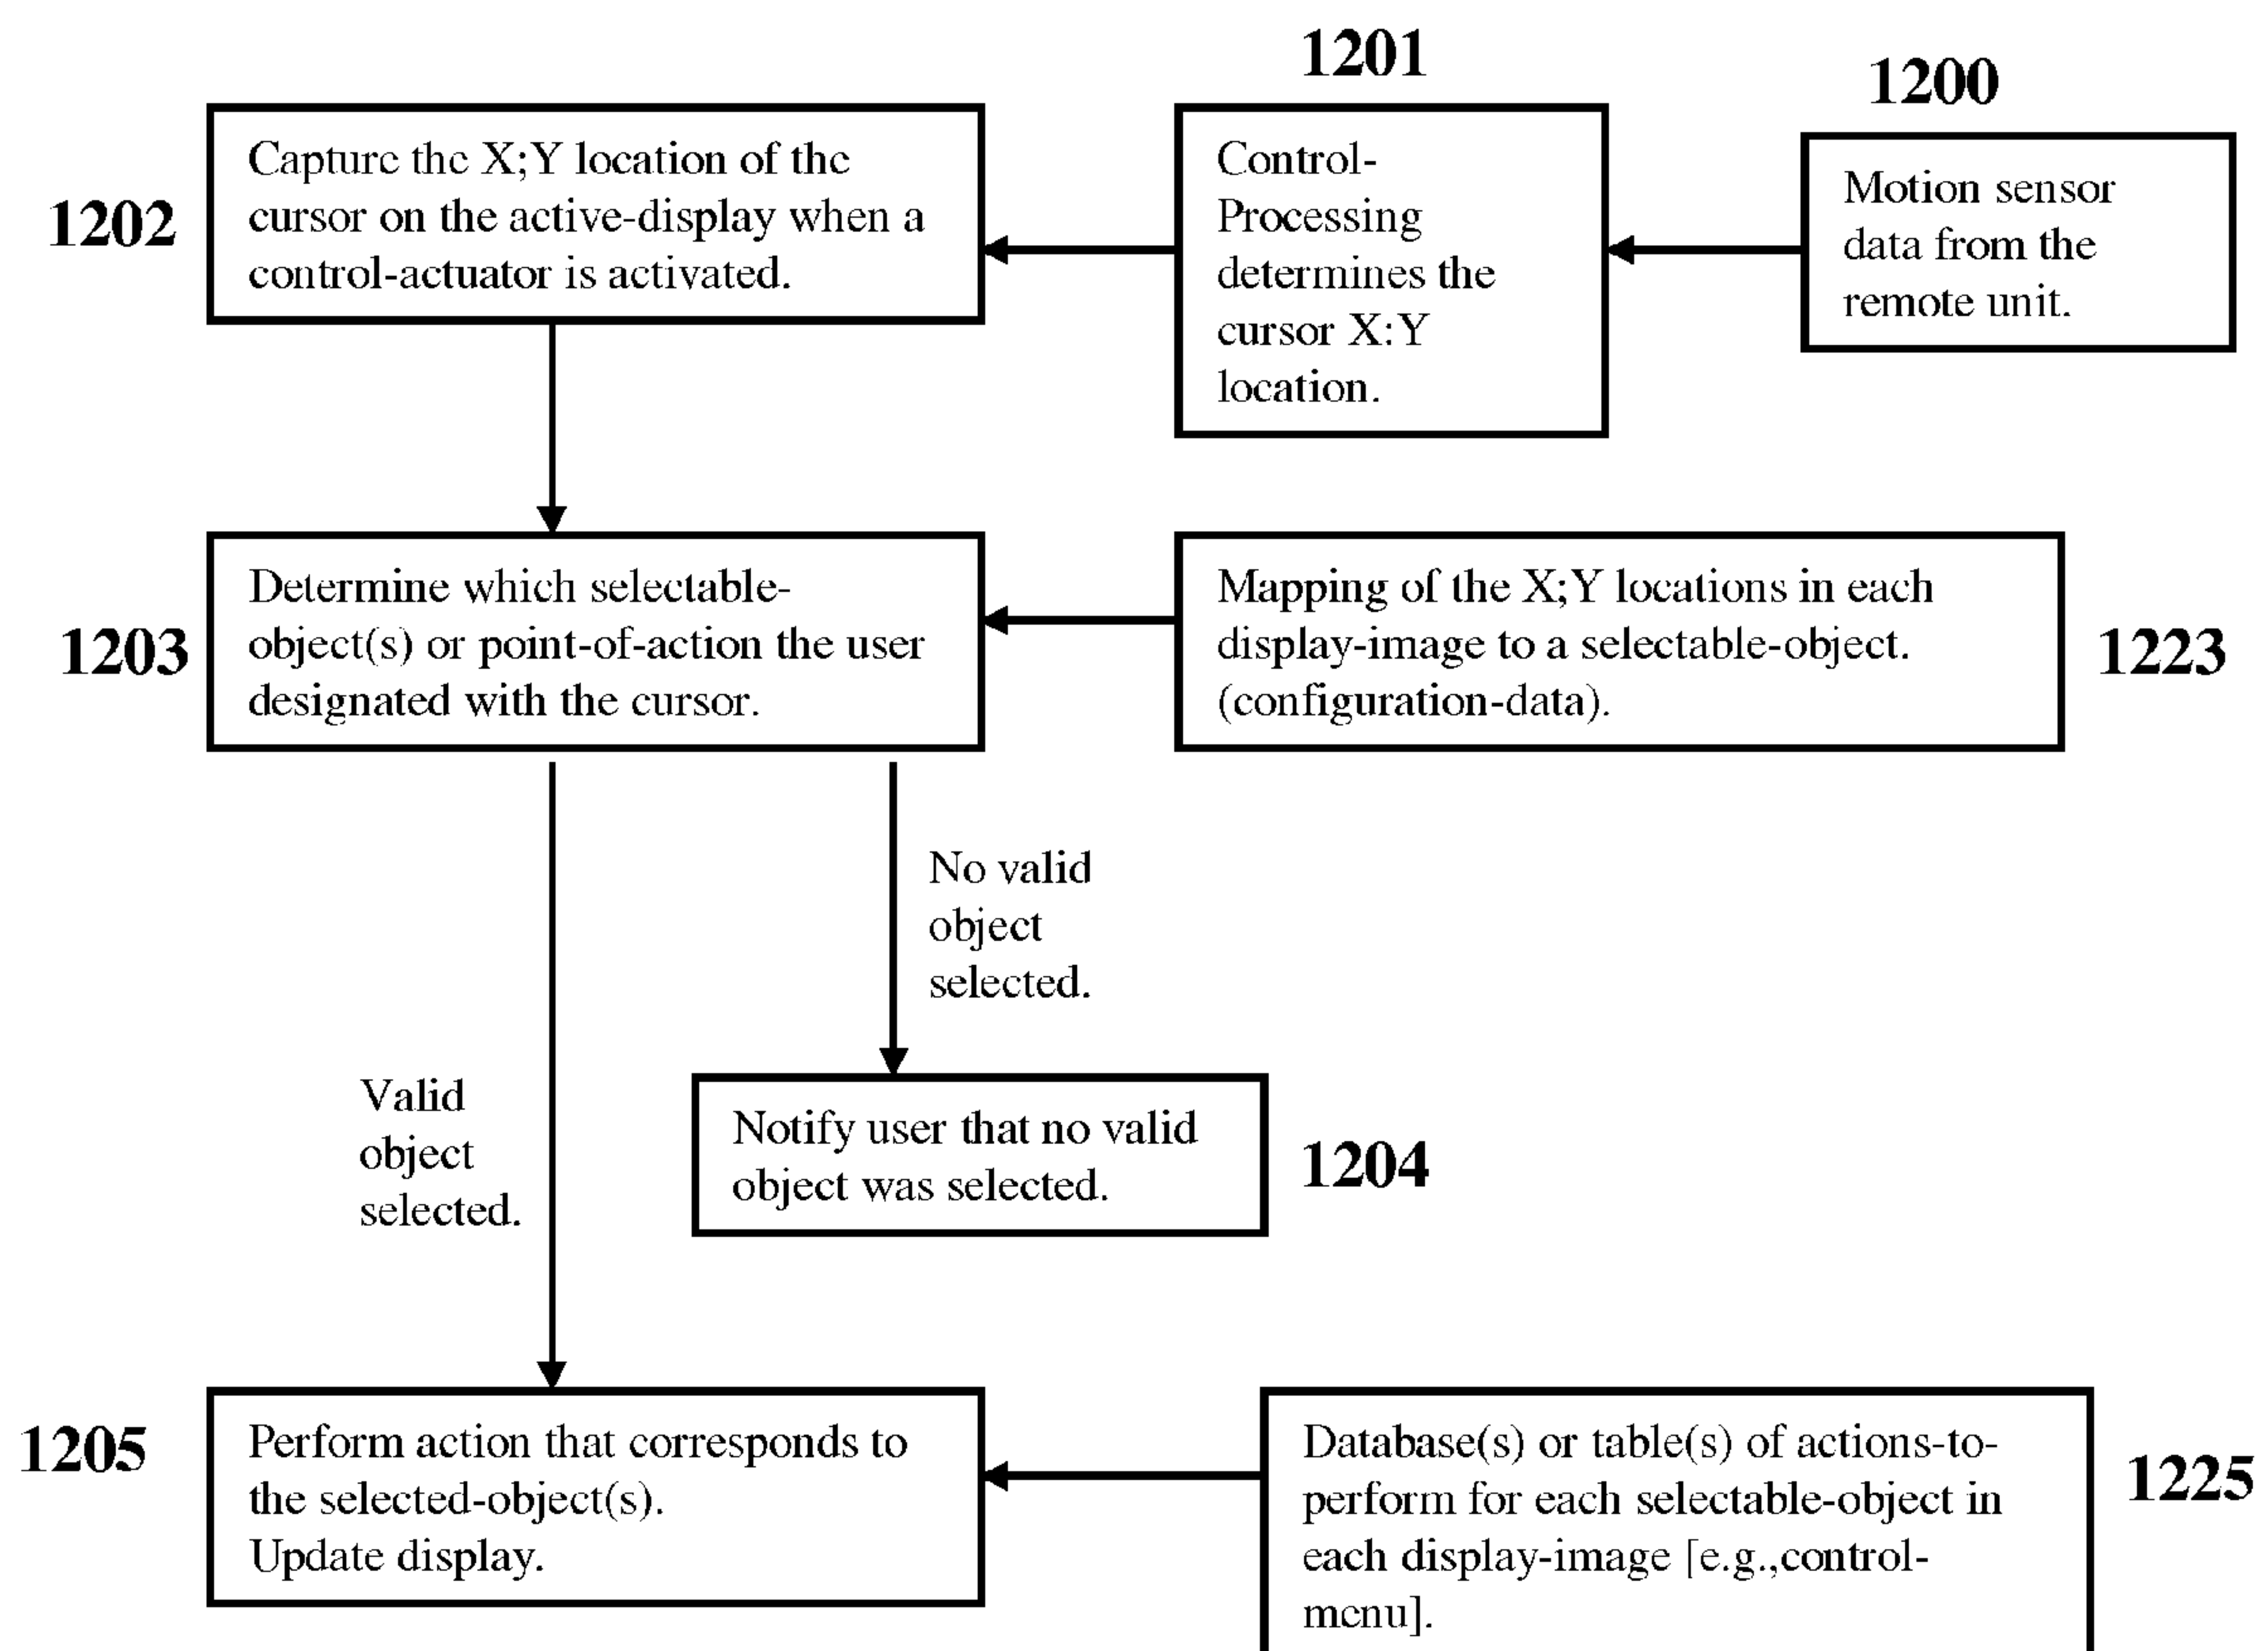 1201
1200
Capture the X;Y location of the
cursor on the active-display when a
control-actuator is activated.
1202
Control-
Processing
determines the
cursor X:Y
location.
Motion sensor
data from the
remote unit.
Determine which selectable-
object(s) or point-of-action the user
designated with the cursor.
1203
Mapping of the X;Y locations in each
display-image to a selectable-object.
(configuration-data).
1223
No valid
object
selected.
Valid
object
selected.
Notify user that no valid
object was selected.
1204
1205
Perform action that corresponds to
the selected-object(s).
Update display.
Database(s) or table(s) of actions-to-
perform for each selectable-object in
each display-image [e.g.,control-
menu].
1225